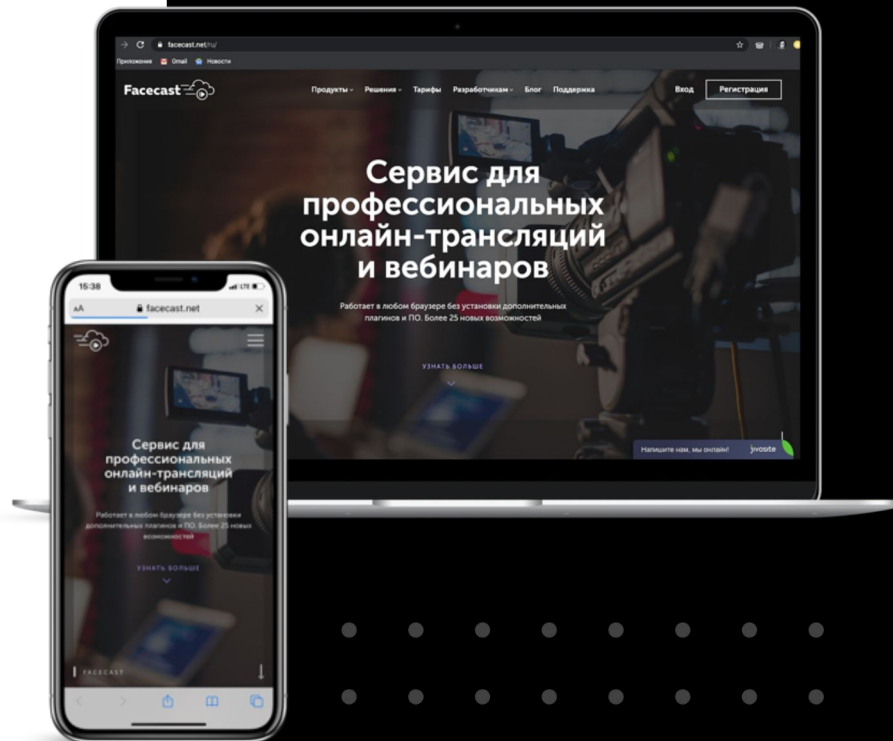 facecast.net/ru/
Приложения Gmail Новости
Facecast
Продукты Решения Тарифы Разработчикам Блог Поддержка Вход Регистрация
Сервис для
профессиональных
онлайн-трансляций
и вебинаров
Работает в любом браузере без установки дополнительных
плагинов и ПО. Более 25 новых возможностей
УЗНАТЬ БОЛЬШЕ
Напишите нам, мы онлайн! jivosite
15:38 LTE
AA facecast.net
Сервис для
профессиональных
онлайн-трансляций
и вебинаров
Работает в любом браузере без установки
дополнительных плагинов и ПО. Более 25 новых
возможностей
УЗНАТЬ БОЛЬШЕ
FACECAST